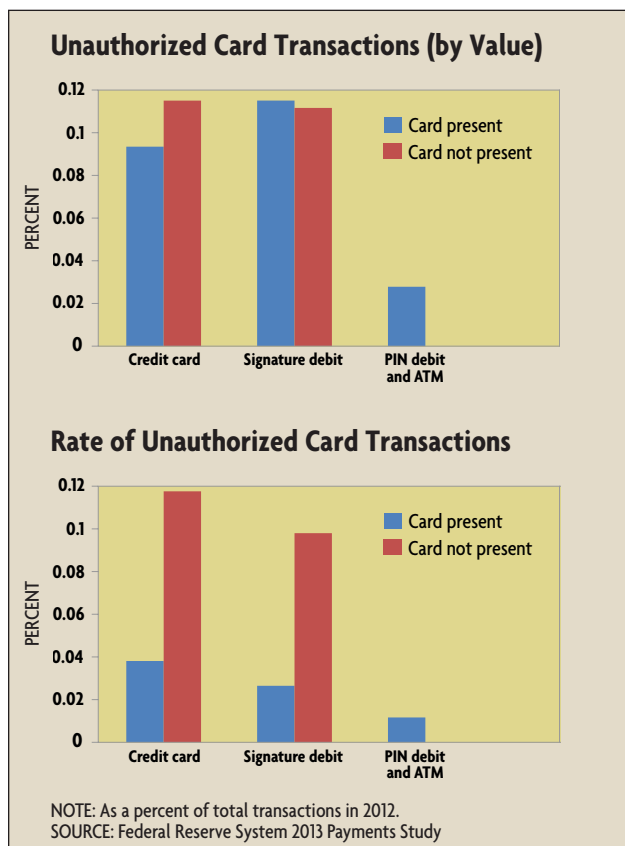 Unauthorized Card Transactions (by Value)
0.12
0.1
0.08
0.06
0.04
0.02
0
PERCENT
Card present
Card not present
Credit card
Signature debit
PIN debit
and ATM
Rate of Unauthorized Card Transactions
0.12
0.1
0.08
0.06
0.04
0.02
0
PERCENT
Card present
Card not present
Credit card
Signature debit
PIN debit
and ATM
NOTE: As a percent of total transactions in 2012.
SOURCE: Federal Reserve System 2013 Payments Study